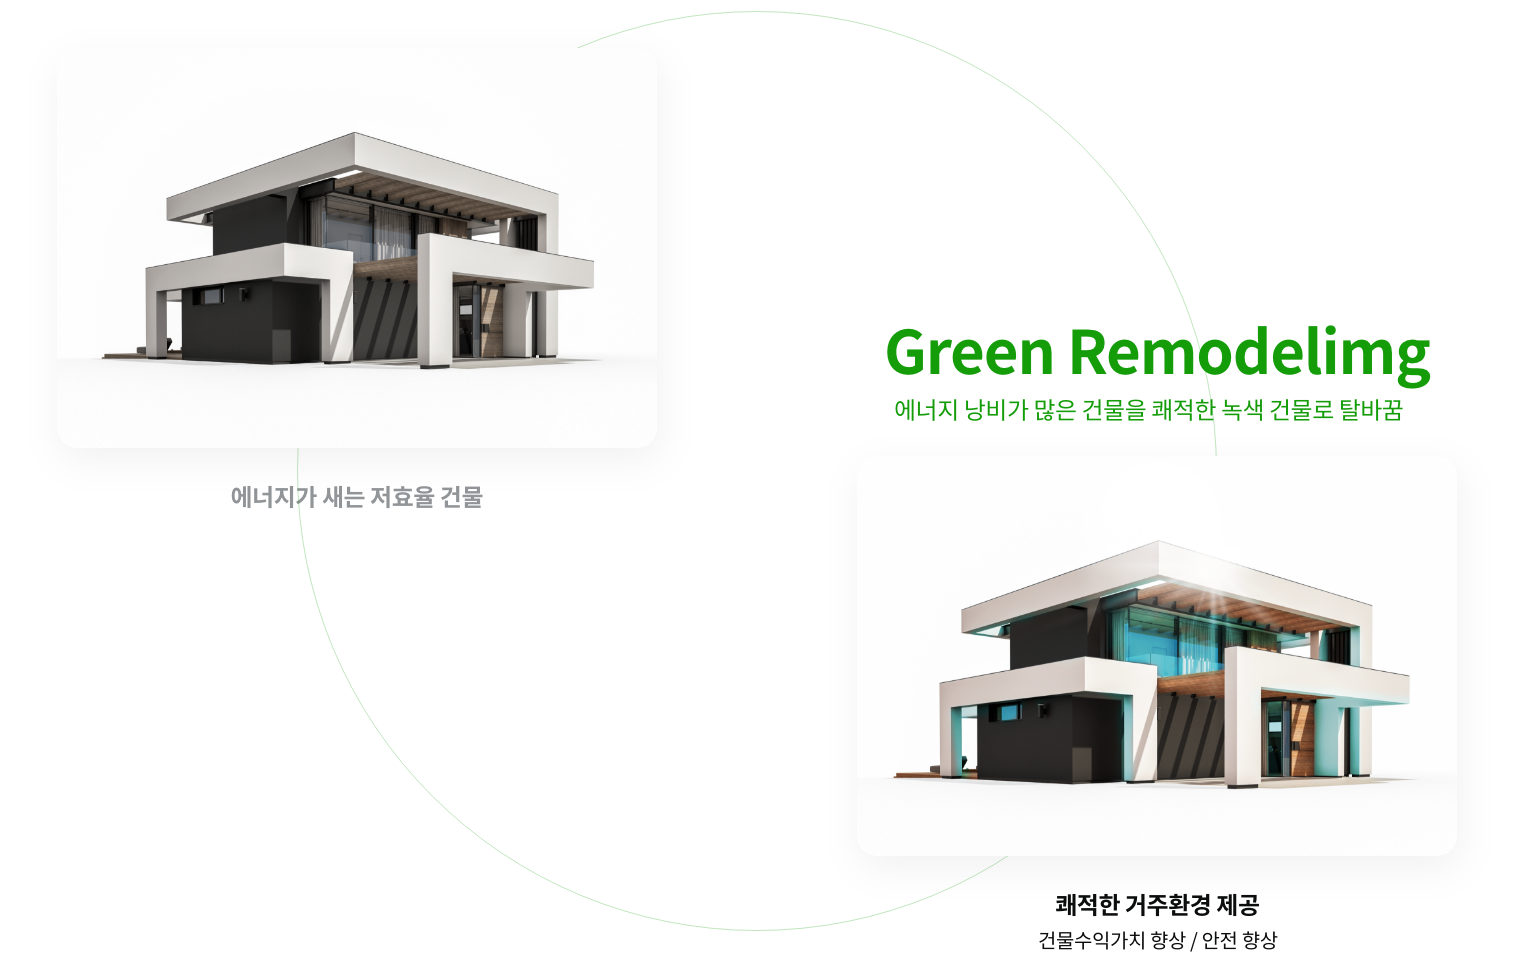 Green Remodelimg
에너지 낭비가 많은 건물을 쾌적한 녹색 건물로 탈바꿈
에너지가 새는 저효율 건물
쾌적한 거주환경 제공
건물수익가치 향상 / 안전 향상